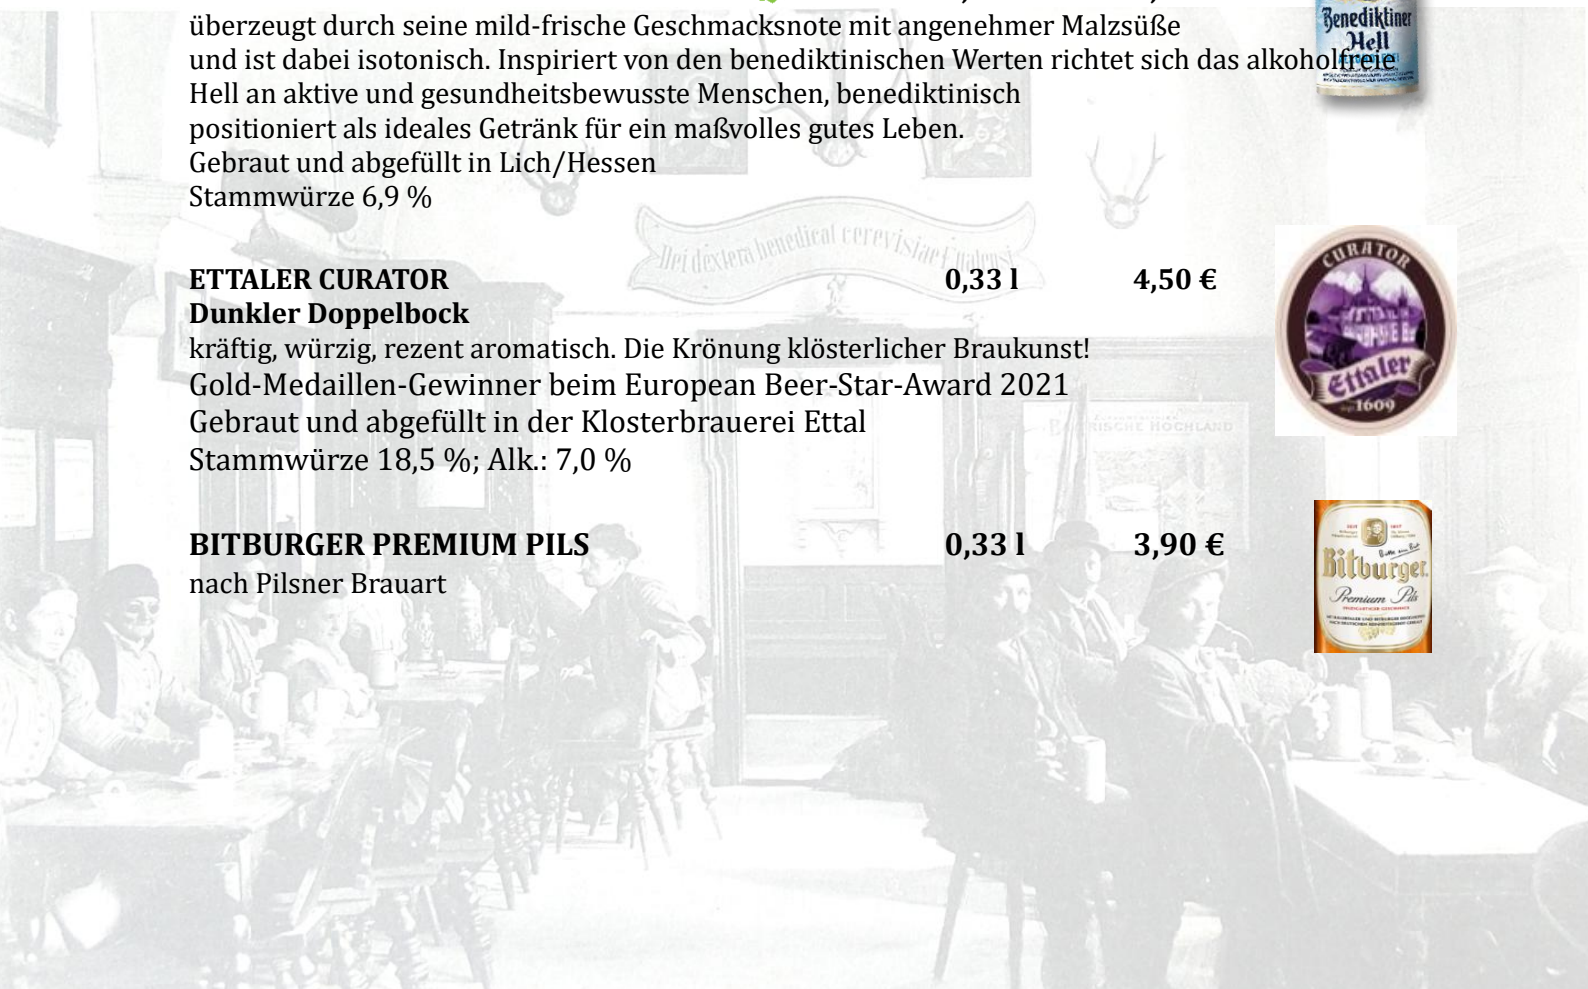 überzeugt durch seine mild-frische Geschmacksnote mit angenehmer Malzsüße
und ist dabei isotonisch. Inspiriert von den benediktinischen Werten richtet sich das alkoholfreie
Hell an aktive und gesundheitsbewusste Menschen, benediktinisch
positioniert als ideales Getränk für ein maßvolles gutes Leben.
Gebraut und abgefüllt in Lich/Hessen
Stammwürze 6,9 %
Benediktiner
Hell
Dei dextera benedicat cerevisiae
ETTALER CURATOR 0,33 l 4,50 €
Dunkler Doppelbock
kräftig, würzig, rezent aromatisch. Die Krönung klösterlicher Braukunst!
Gold-Medaillen-Gewinner beim European Beer-Star-Award 2021
Gebraut und abgefüllt in der Klosterbrauerei Ettal
Stammwürze 18,5 %; Alk.: 7,0 %
CURATOR
Ettaler
1609
HOCHLAND
BITBURGER PREMIUM PILS 0,33 l 3,90 €
nach Pilsner Brauart
Bitburger
Premium Pils